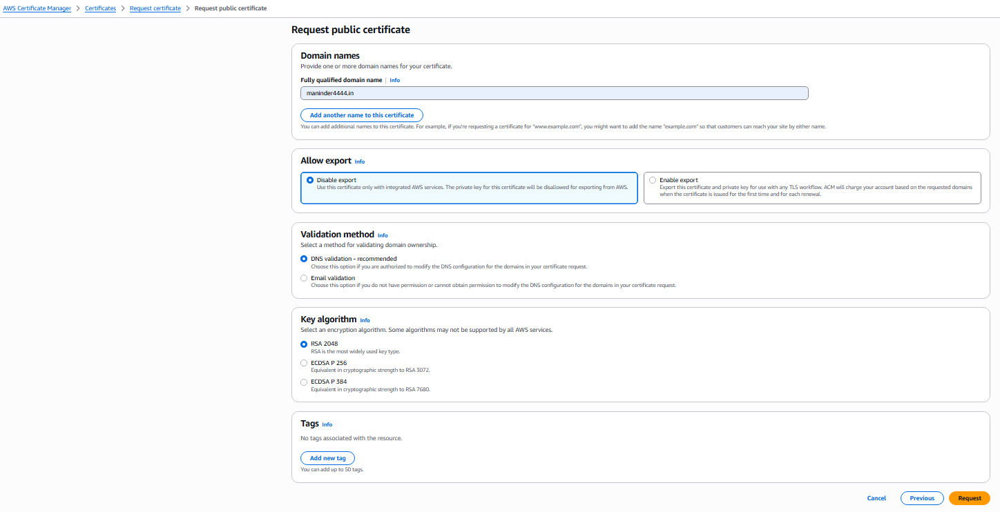 AWS Certificate Manager > Certificates > Request certificate > Request public certificate
Request public certificate
Domain names
Provide one or more domain names for your certificate.
Fully qualified domain name | Info
maninder4444.in
Add another name to this certificate
You can add additional names to this certificate. For example, if you're requesting a certificate for "www.example.com", you might want to add the name "example.com" so that customers can reach your site by either name.
Allow export Info
Disable export
Use this certificate only with integrated AWS services. The private key for this certificate will be disallowed for exporting from AWS.
Enable export
Export this certificate and private key for use with any TLS workflow. ACM will charge your account based on the requested domains
when the certificate is issued for the first time and for each renewal.
Validation method Info
Select a method for validating domain ownership.
DNS validation - recommended
Choose this option if you are authorized to modify the DNS configuration for the domains in your certificate request.
Email validation
Choose this option if you do not have permission or cannot obtain permission to modify the DNS configuration for the domains in your certificate request.
Key algorithm Info
Select an encryption algorithm. Some algorithms may not be supported by all AWS services.
RSA 2048
RSA is the most widely used key type.
ECDSA P 256
Equivalent in cryptographic strength to RSA 3072.
ECDSA P 384
Equivalent in cryptographic strength to RSA 7680.
Tags Info
No tags associated with the resource.
Add new tag
You can add up to 50 tags.
Cancel Previous Request